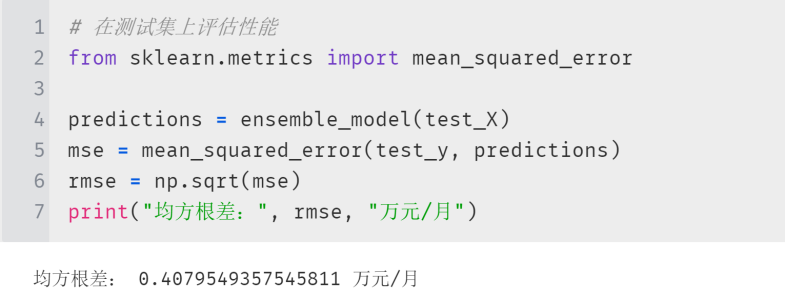 1 # 在测试集上评估性能
2 from sklearn.metrics import mean_squared_error
3
4 predictions = ensemble_model(test_X)
5 mse = mean_squared_error(test_y, predictions)
6 rmse = np.sqrt(mse)
7 print("均方根差：", rmse, "万元/月")
均方根差： 0.4079549357545811 万元/月